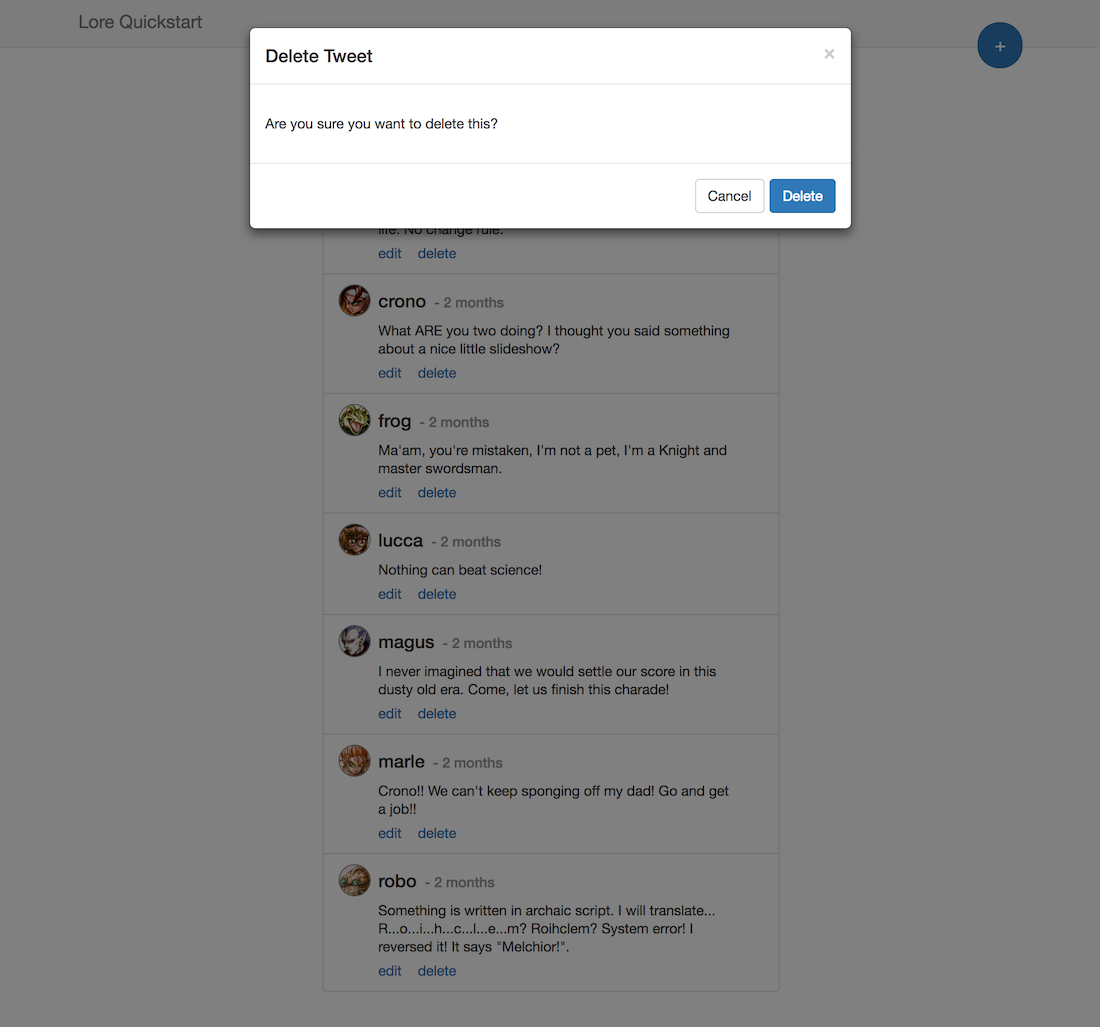 Lore Quickstart
+
Delete Tweet
×
Are you sure you want to delete this?
Cancel Delete
life. No change rule.
edit delete
crono - 2 months
What ARE you two doing? I thought you said something
about a nice little slideshow?
edit delete
frog - 2 months
Ma'am, you're mistaken, I'm not a pet, I'm a Knight and
master swordsman.
edit delete
lucca - 2 months
Nothing can beat science!
edit delete
magus - 2 months
I never imagined that we would settle our score in this
dusty old era. Come, let us finish this charade!
edit delete
marle - 2 months
Crono!! We can't keep sponging off my dad! Go and get
a job!!
edit delete
robo - 2 months
Something is written in archaic script. I will translate...
R...o...i...h...c...l...e...m? Roihclem? System error! I
reversed it! It says "Melchior!".
edit delete